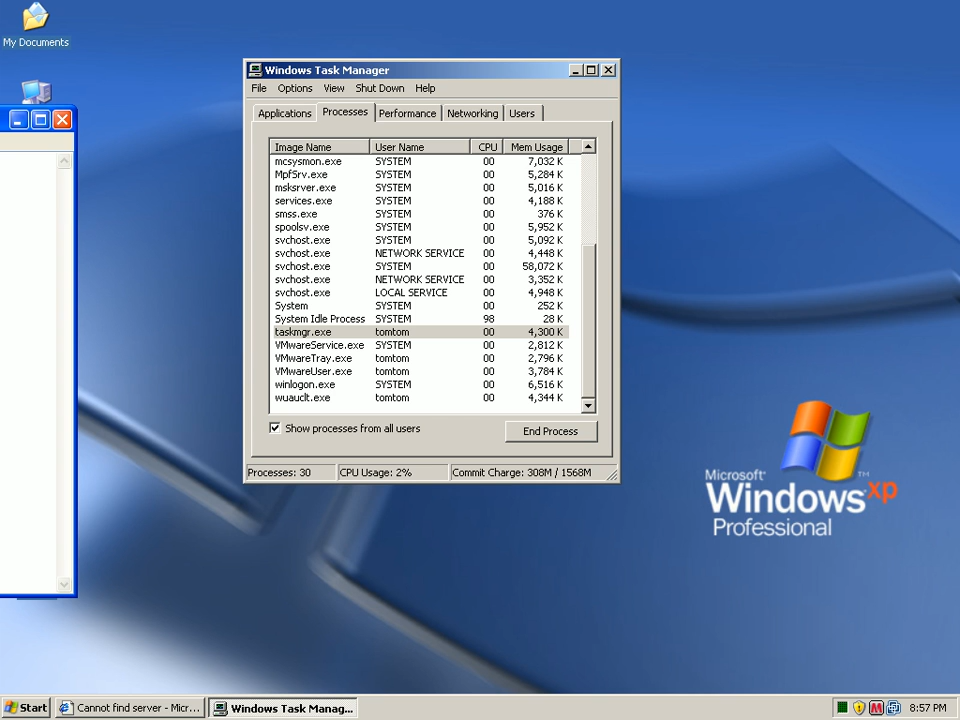 My Documents
Windows Task Manager
File Options View Shut Down Help
Applications Processes Performance Networking Users
Image Name User Name CPU Mem Usage
mcsysmon.exe SYSTEM 00 7,032 K
MpfSrv.exe SYSTEM 00 5,284 K
msksrver.exe SYSTEM 00 5,016 K
services.exe SYSTEM 00 4,188 K
smss.exe SYSTEM 00 376 K
spoolsv.exe SYSTEM 00 5,952 K
svchost.exe SYSTEM 00 5,092 K
svchost.exe NETWORK SERVICE 00 4,448 K
svchost.exe SYSTEM 00 58,072 K
svchost.exe NETWORK SERVICE 00 3,352 K
svchost.exe LOCAL SERVICE 00 4,948 K
System SYSTEM 00 252 K
System Idle Process SYSTEM 98 28 K
taskmgr.exe tomtom 00 4,300 K
VMwareService.exe SYSTEM 00 2,812 K
VMwareTray.exe tomtom 00 2,796 K
VMwareUser.exe tomtom 00 3,784 K
winlogon.exe SYSTEM 00 6,516 K
wuauclt.exe tomtom 00 4,344 K
Show processes from all users End Process
Processes: 30 CPU Usage: 2% Commit Charge: 308M / 1568M
Microsoft
Windows xp
Professional
TM
Start Cannot find server - Micr... Windows Task Manag... 8:57 PM